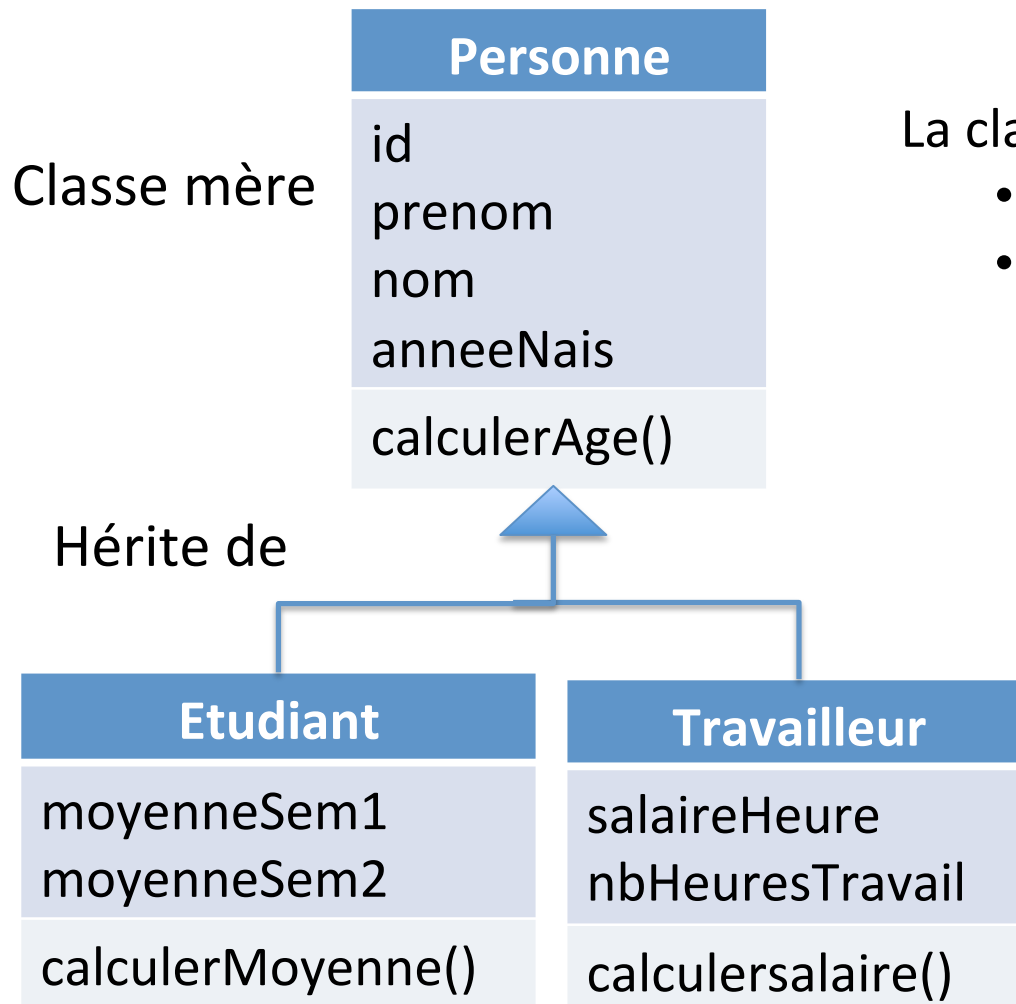 Personne
Classe mère
id
prenom
nom
anneeNais
calculerAge()
La
•
•
Hérite de
Etudiant
moyenneSem1
moyenneSem2
calculerMoyenne()
Travailleur
salaireHeure
nbHeuresTravail
calculersalaire()